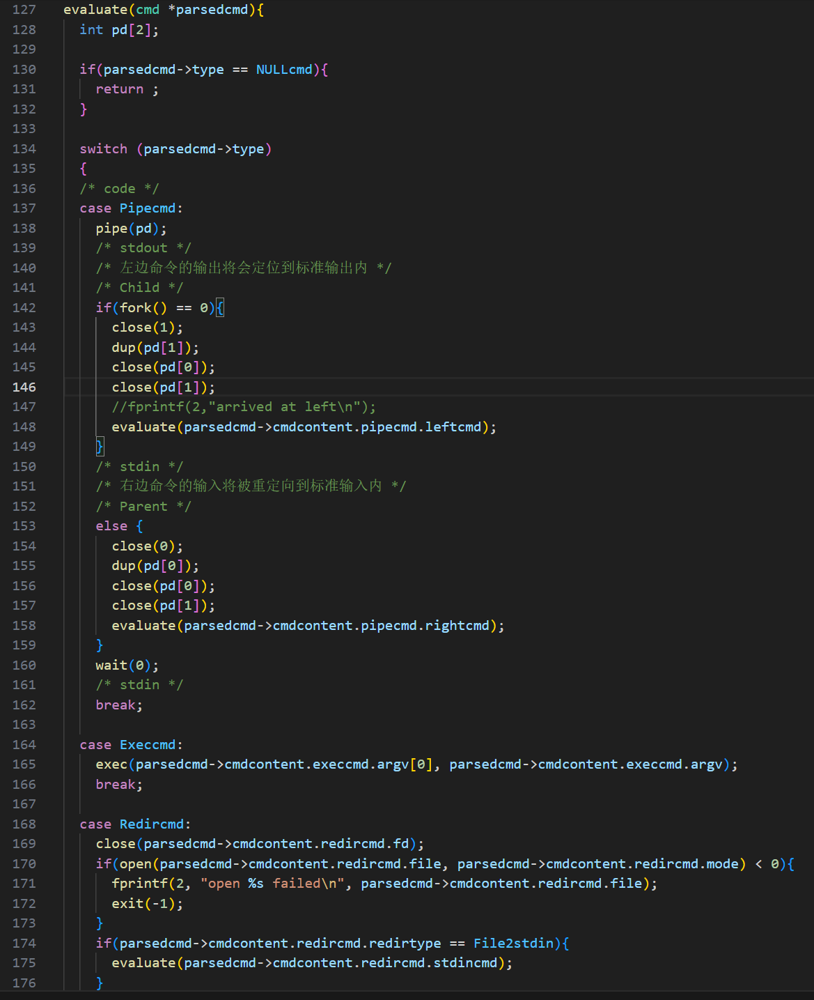 127 evaluate(cmd *parsedcmd){
128   int pd[2];
129
130   if(parsedcmd->type == NULLcmd){
131     return ;
132   }
133
134   switch (parsedcmd->type)
135   {
136   /* code */
137   case Pipecmd:
138     pipe(pd);
139     /* stdout */
140     /* 左边命令的输出将会定位到标准输出内 */
141     /* Child */
142     if(fork() == 0){
143       close(1);
144       dup(pd[1]);
145       close(pd[0]);
146       close(pd[1]);
147       //fprintf(2,"arrived at left\n");
148       evaluate(parsedcmd->cmdcontent.pipecmd.leftcmd);
149     }
150     /* stdin */
151     /* 右边命令的输入将被重定向到标准输入内 */
152     /* Parent */
153     else {
154       close(0);
155       dup(pd[0]);
156       close(pd[0]);
157       close(pd[1]);
158       evaluate(parsedcmd->cmdcontent.pipecmd.rightcmd);
159     }
160     wait(0);
161     /* stdin */
162     break;
163
164   case Execcmd:
165     exec(parsedcmd->cmdcontent.execcmd.argv[0], parsedcmd->cmdcontent.execcmd.argv);
166     break;
167
168   case Redircmd:
169     close(parsedcmd->cmdcontent.redircmd.fd);
170     if(open(parsedcmd->cmdcontent.redircmd.file, parsedcmd->cmdcontent.redircmd.mode) < 0){
171       fprintf(2, "open %s failed\n", parsedcmd->cmdcontent.redircmd.file);
172       exit(-1);
173     }
174     if(parsedcmd->cmdcontent.redircmd.redirtype == File2stdin){
175       evaluate(parsedcmd->cmdcontent.redircmd.stdincmd);
176     }